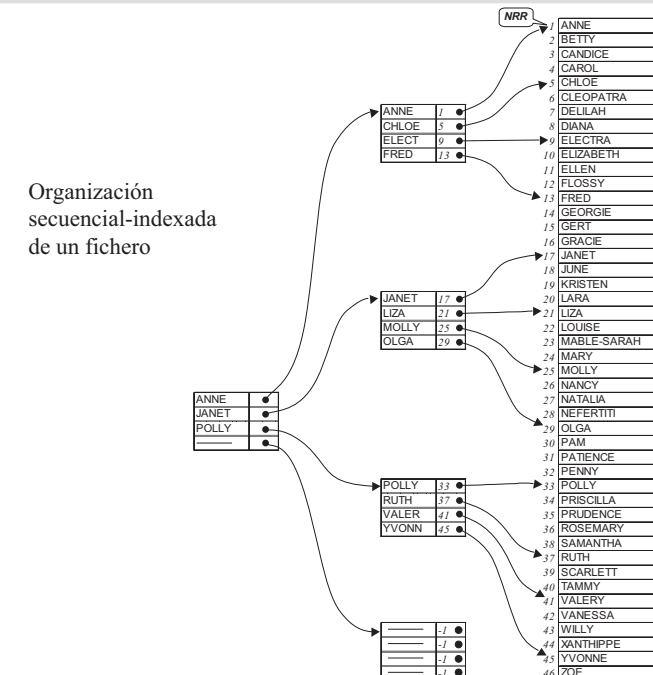 NRR
1 ANNE
2 BETTY
3 CANDICE
4 CAROL
5 CHLOE
6 CLEOPATRA
7 DELILAH
8 DIANA
9 ELECTRA
10 ELIZABETH
11 ELLEN
12 FLOSSY
13 FRED
14 GEORGIE
15 GERT
16 GRACIE
17 JANET
18 JUNE
19 KRISTEN
20 LARA
21 LIZA
22 LOUISE
23 MABLE-SARAH
24 MARY
25 MOLLY
26 NANCY
27 NATALIA
28 NEFERTITI
29 OLGA
30 PAM
31 PATIENCE
32 PENNY
33 POLLY
34 PRISCILLA
35 PRUDENCE
36 ROSEMARY
38 SAMANTHA
37 RUTH
39 SCARLETT
40 TAMMY
41 VALERY
42 VANESSA
43 WILLY
44 XANTHIPPE
45 YVONNE
46 ZOE
ANNE 1
CHLOE 5
ELECT 9
FRED 13
Organización
secuencial-indexada
de un fichero
JANET 17
LIZA 21
MOLLY 25
OLGA 29
ANNE
JANET
POLLY
POLLY 33
RUTH 37
VALER 41
YVONN 45
-1
-1
-1
-1